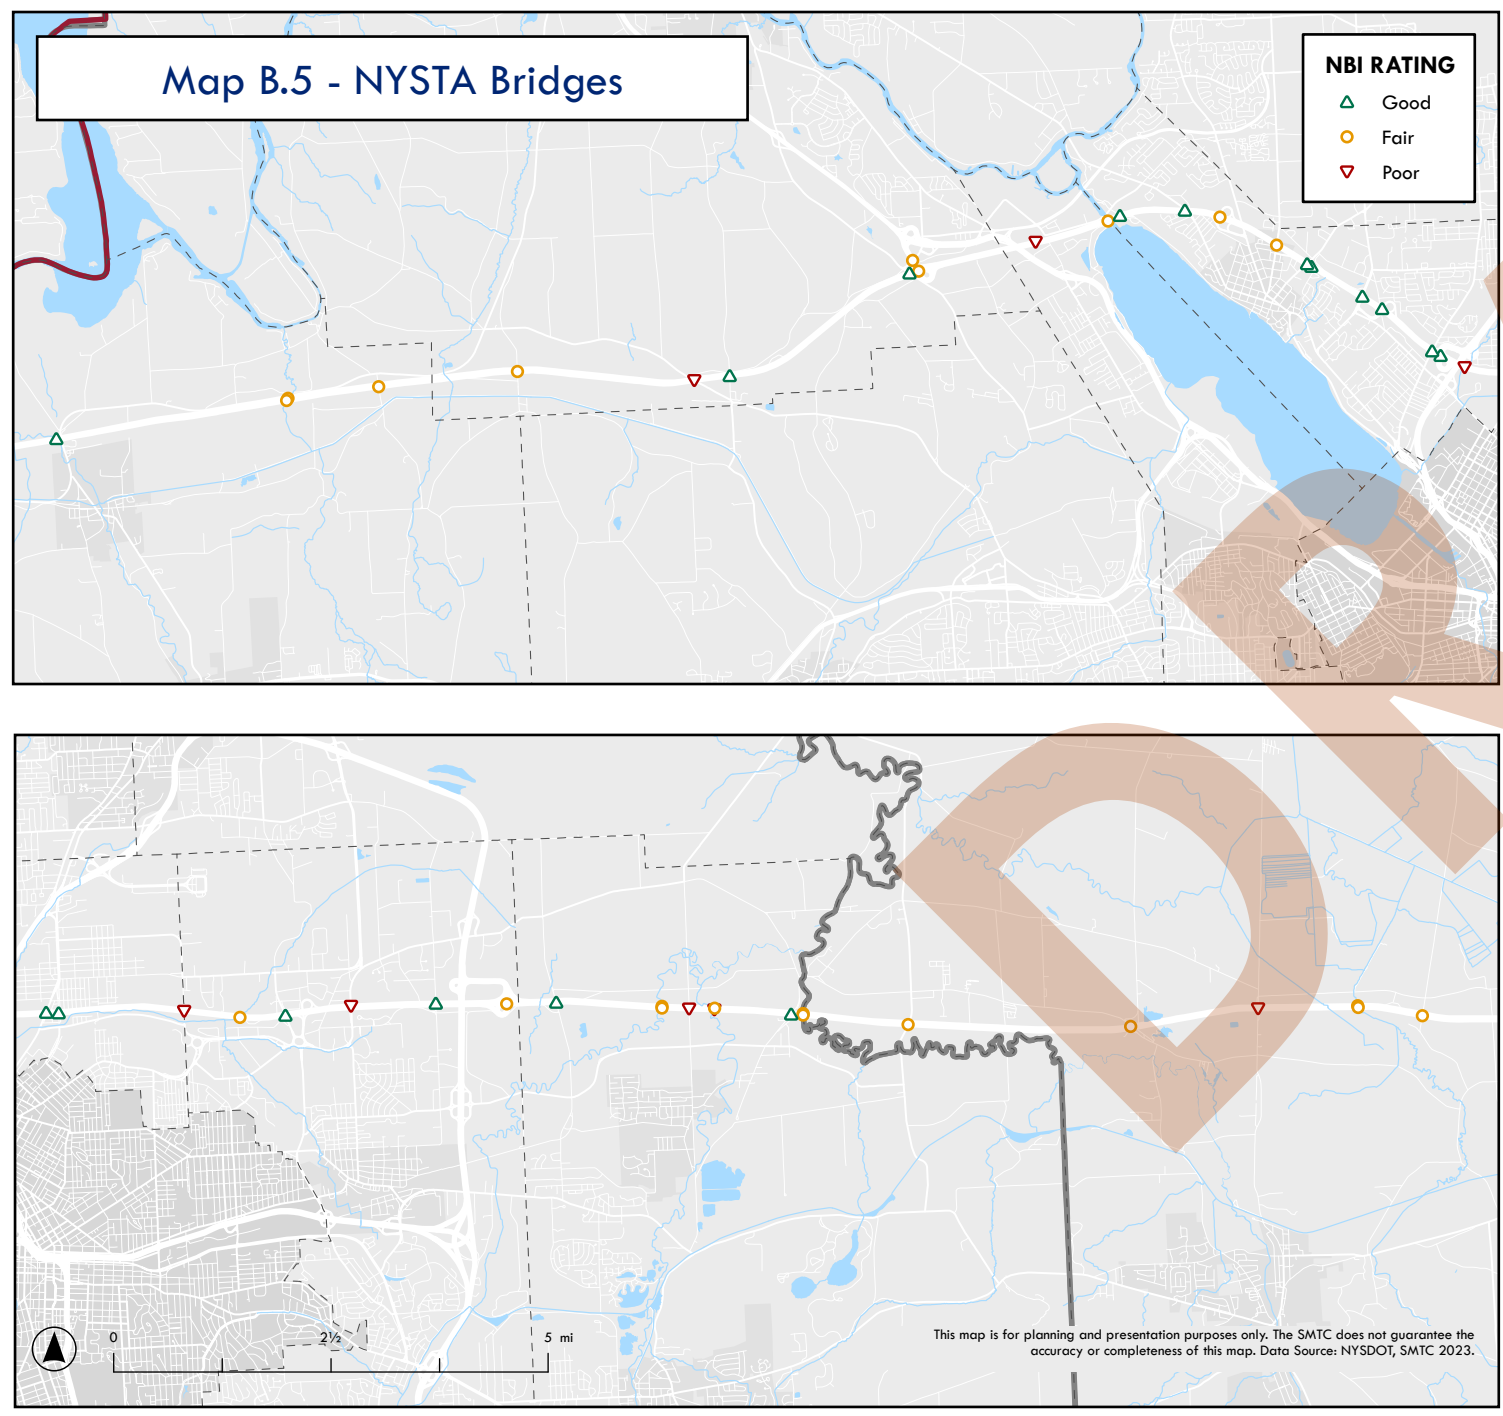 Map B.5 - NYSTA Bridges
NBI RATING
Good
Fair
Poor
0
2½
5 mi
This map is for planning and presentation purposes only. The SMTC does not guarantee the
accuracy or completeness of this map. Data Source: NYSDOT, SMTC 2023.